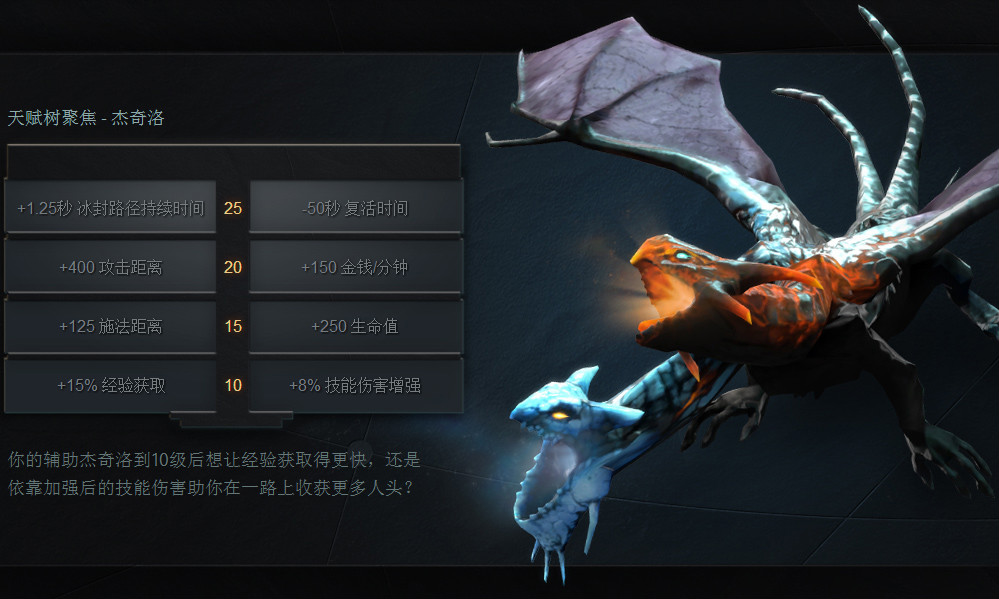 天赋树聚焦 - 杰奇洛
+1.25秒 冰封路径持续时间 25 -50秒 复活时间
+400 攻击距离 20 +150 金钱/分钟
+125 施法距离 15 +250 生命值
+15% 经验获取 10 +8% 技能伤害增强
你的辅助杰奇洛到10级后想让经验获取得更快，还是
依靠加强后的技能伤害助你在一路上收获更多人头？